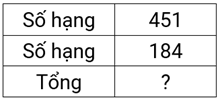 Số hạng 451
Số hạng 184
Tổng ?